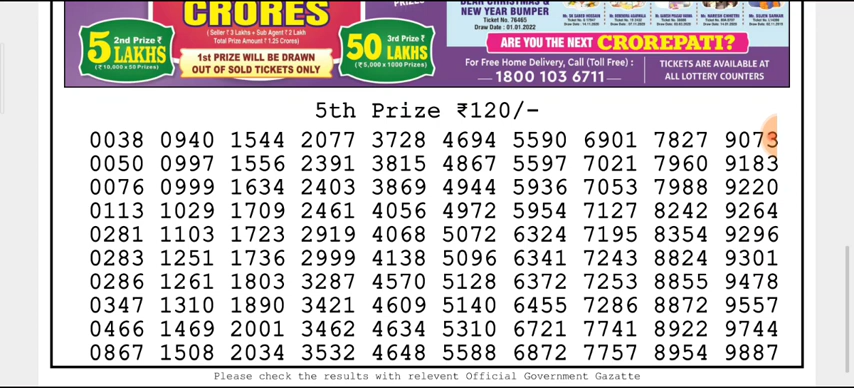 CRORES
PRIZES
(Seller ₹ 3 Lakhs + Sub Agent ₹ 2 Lakh
Total Prize Amount ₹ 1.25 Crores)
2nd Prize ₹
5 LAKHS
(₹10,000 x 50 Prizes)
1st PRIZE WILL BE DRAWN
OUT OF SOLD TICKETS ONLY
3rd Prize ₹
50 LAKHS
(₹5,000 x 1000 Prizes)
DEAR CHRISTMAS &
NEW YEAR BUMPER
Ticket No. 76465
Draw Date : 01.01.2022
ARE YOU THE NEXT CROREPATI?
For Free Home Delivery, Call (Toll Free) :
1800 103 6711
TICKETS ARE AVAILABLE AT
ALL LOTTERY COUNTERS
5th Prize ₹120/-
0038 0940 1544 2077 3728 4694 5590 6901 7827 9073
0050 0997 1556 2391 3815 4867 5597 7021 7960 9183
0076 0999 1634 2403 3869 4944 5936 7053 7988 9220
0113 1029 1709 2461 4056 4972 5954 7127 8242 9264
0281 1103 1723 2919 4068 5072 6324 7195 8354 9296
0283 1251 1736 2999 4138 5096 6341 7243 8824 9301
0286 1261 1803 3287 4570 5128 6372 7253 8855 9478
0347 1310 1890 3421 4609 5140 6455 7286 8872 9557
0466 1469 2001 3462 4634 5310 6721 7741 8922 9744
0867 1508 2034 3532 4648 5588 6872 7757 8954 9887
Please check the results with relevent Official Government Gazatte